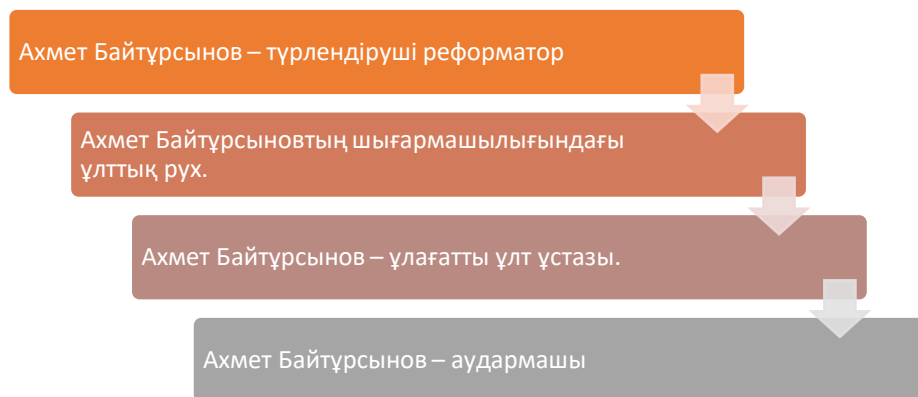 Ахмет Байтұрсынов – түрлендіруші реформатор
Ахмет Байтұрсыновтың шығармашылығындағы
ұлттық рух.
Ахмет Байтұрсынов – ұлағатты ұлт ұстазы.
Ахмет Байтұрсынов – аудармашы